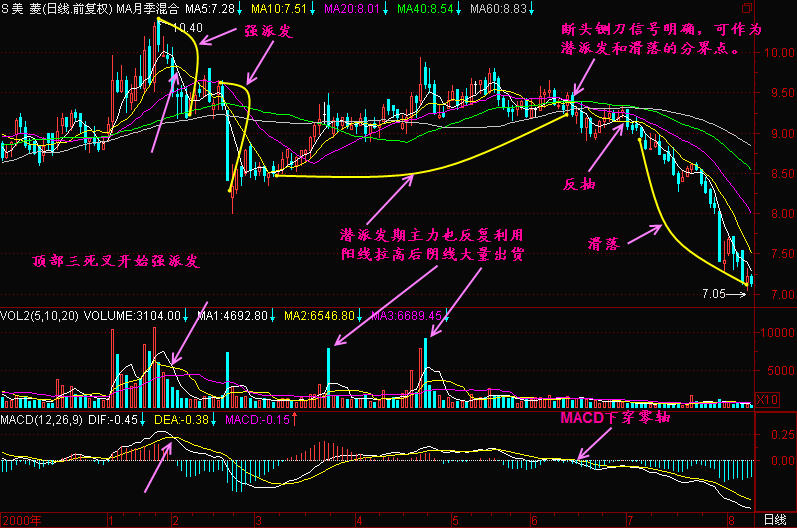 S美 菱(日线.前复权) MA月季混合 MA5:7.28↓ MA10:7.51↓ MA20:8.01↓ MA40:8.54↓ MA60:8.83↓
10.40
强派发
断头铡刀信号明确，可作为
潜派发和滑落的分界点。
10.00
9.50
9.00
8.50
8.00
7.50
7.00
反抽
潜派发期主力也反复利用
阳线拉高后阴线大量出货
滑落
顶部三死叉开始强派发
7.05
VOL2(5,10,20) VOLUME:3104.00↓ MA1:4692.80↓ MA2:6546.80↓ MA3:6689.45↓
10000
5000
X10
MACD(12,26,9) DIF:-0.45↓ DEA:-0.38↓ MACD:-0.15↑
MACD下穿零轴
0.25
0.00
2000年 1 2 3 4 5 6 7 8 日线